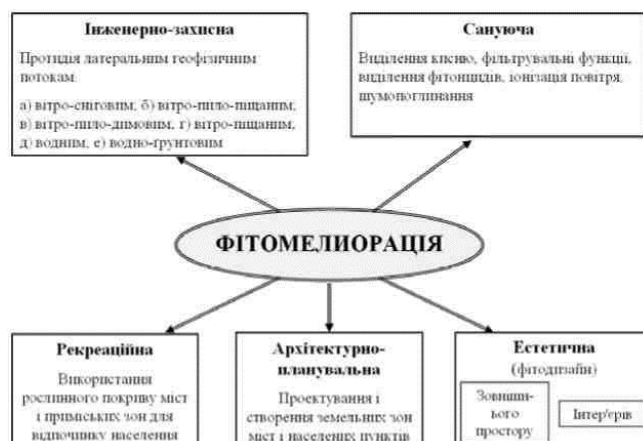 Інженерно-захисна
Протидія латеральним геофізичним
потокам:
а) вітро-сніговим; б) вітро-пило-піщаним;
в) вітро-пило-димовим; г) вітро-піщаним;
д) водним; е) водно-ґрунтовим
Сануюча
Виділення кисню, фільтрувальні функції,
виділення фітонцидів, іонізація повітря,
шумопоглинання
ФІТОМЕЛИОРАЦІЯ
Рекреаційна
Використання
рослинного покриву міст
і приміських зон для
відпочинку населення
Архітектурно-
планувальна
Проектування і
створення земельних зон
міст і населених пунктів
Естетична
(фітодизайн)
Зовніш-
нього
простору
Інтер'єрів